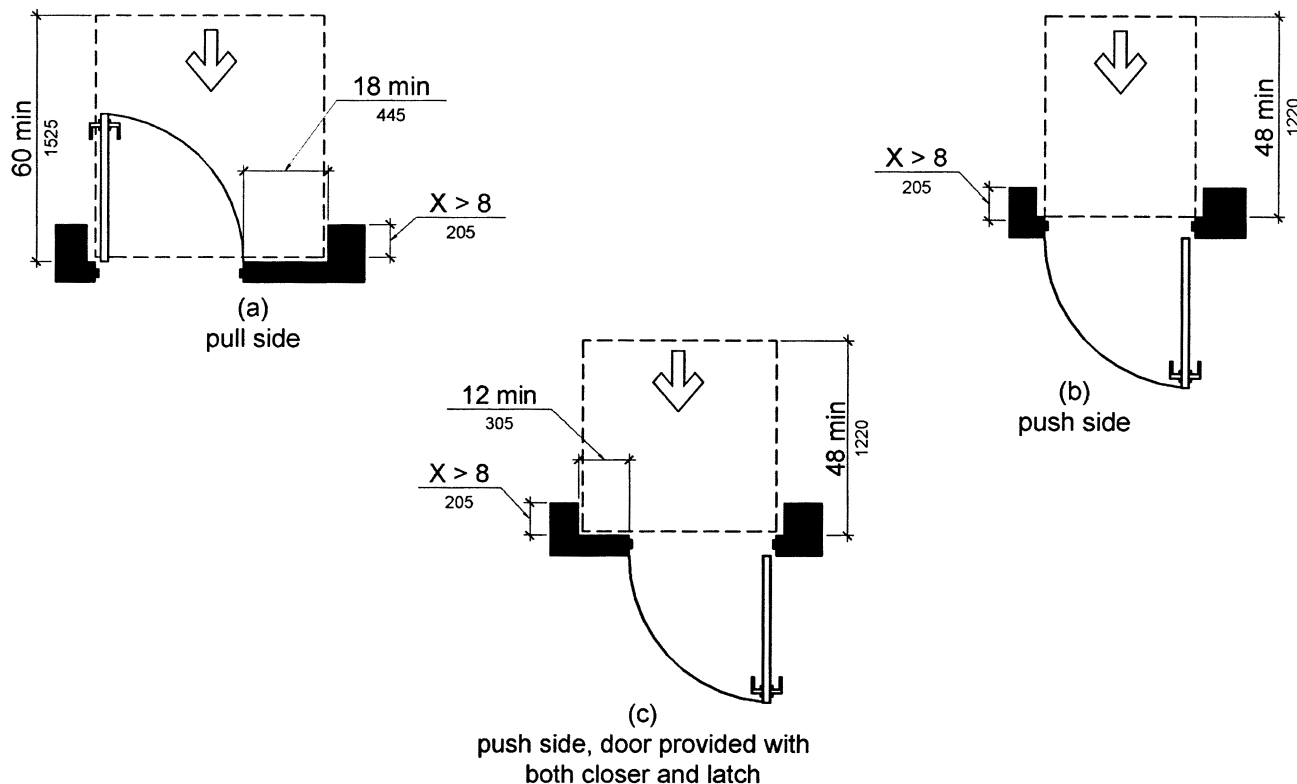 60 min
1525
18 min
445
X > 8
205
(a)
pull side
X > 8
205
48 min
1220
(b)
push side
12 min
305
X > 8
205
48 min
1220
(c)
push side, door provided with
both closer and latch